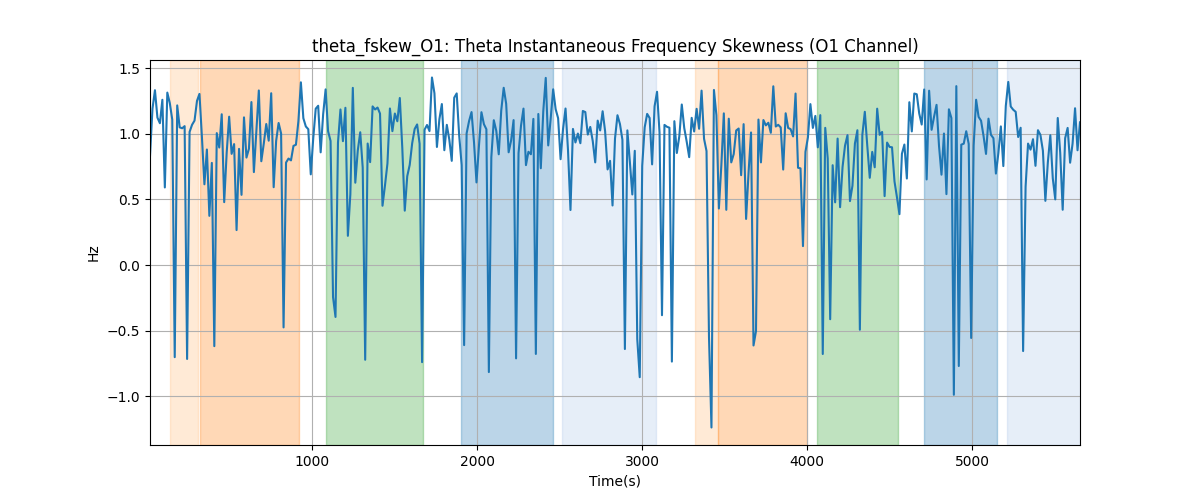 theta_fskew_O1: Theta Instantaneous Frequency Skewness (O1 Channel)
1.5
1.0
0.5
0.0
−0.5
−1.0
Hz
1000 2000 3000 4000 5000
Time(s)